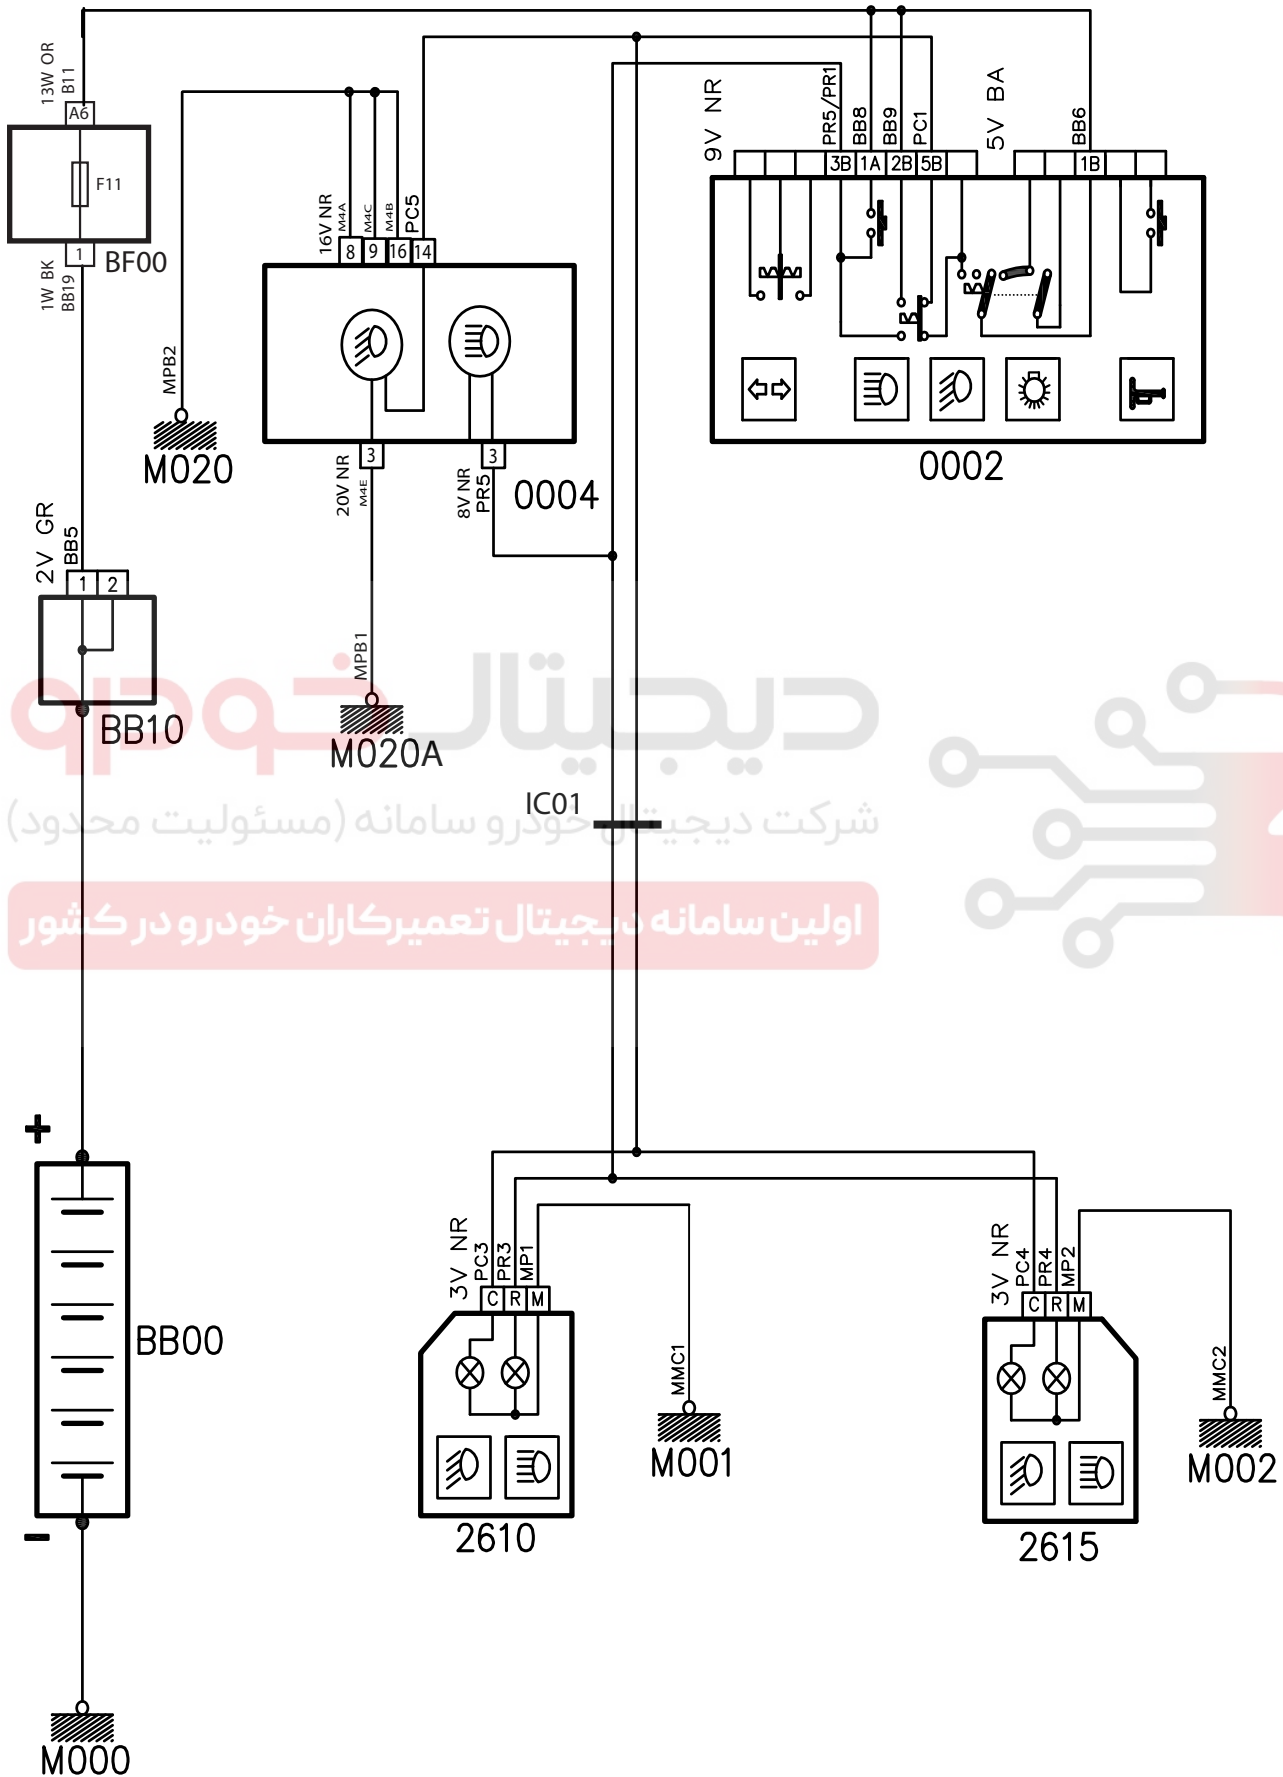 13W OR
B11
A6
F11
1
BF00
1W BK
BB19
MPB2
M020
16V NR
M4A
M4C
M4B
PC5
8
9
16
14
3
20V NR
M4E
3
8V NR
PR5
0004
MPB1
M020A
9V NR
PR5/PR1
BB8
BB9
PC1
5V BA
BB6
3B
1A
2B
5B
1B
0002
2V GR
BB5
1
2
BB10
دیجیتال خودرو
IC01
شرکت دیجیتال خودرو سامانه (مسئولیت محدود)
اولین سامانه دیجیتال تعمیرکاران خودرو در کشور
+
BB00
-
M000
3V NR
PC3
PR3
MP1
C
R
M
2610
MMC1
M001
3V NR
PC4
PR4
MP2
C
R
M
2615
MMC2
M002